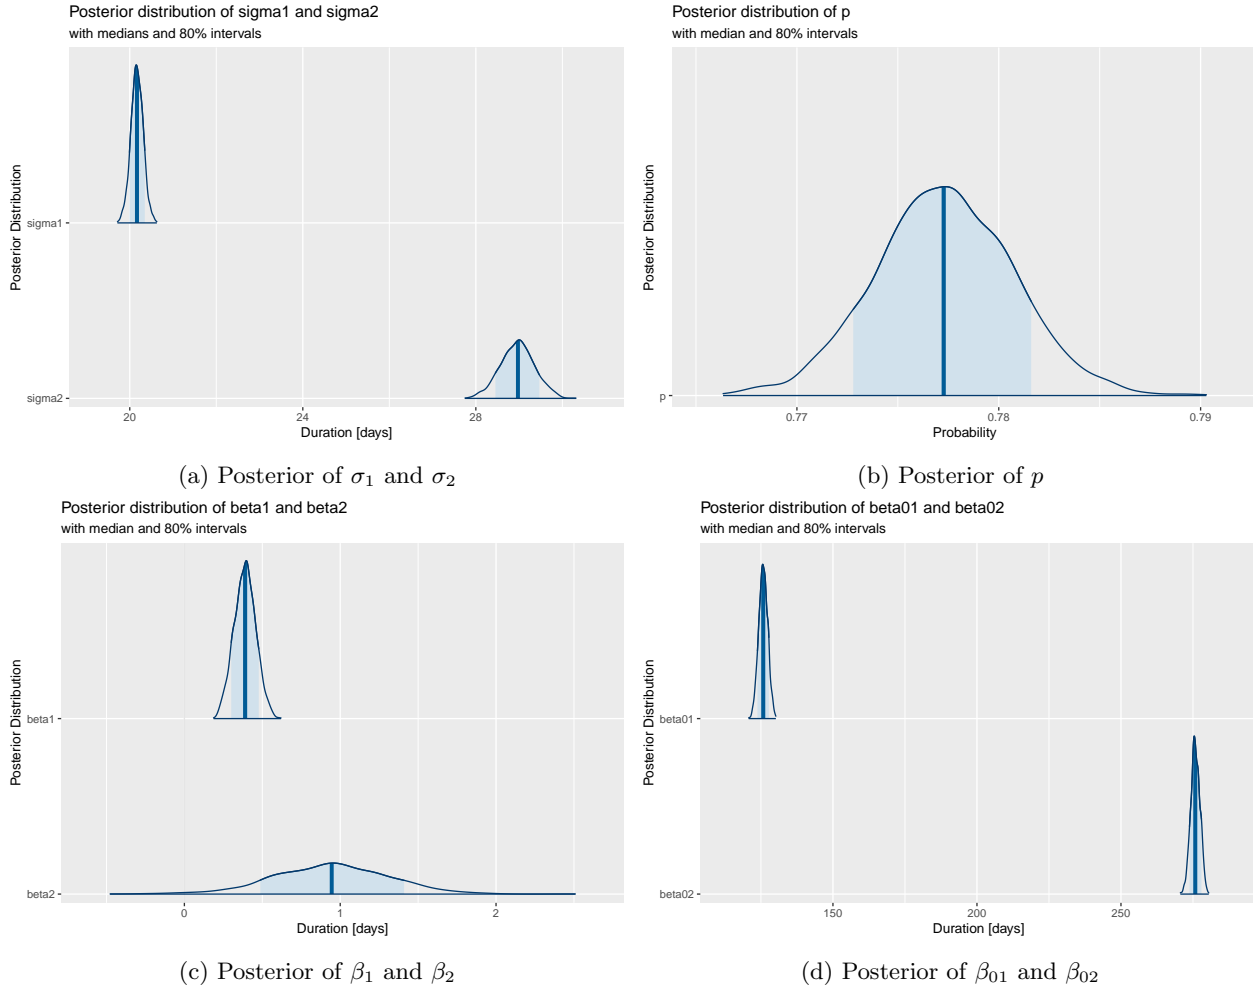 Posterior distribution of sigma1 and sigma2
with medians and 80% intervals
Posterior Distribution
sigma1
sigma2
20 24 28
Duration [days]
(a) Posterior of σ1 and σ2
Posterior distribution of p
with median and 80% intervals
Posterior Distribution
p
0.77 0.78 0.79
Probability
(b) Posterior of p
Posterior distribution of beta1 and beta2
with median and 80% intervals
Posterior Distribution
beta1
beta2
0 1 2
Duration [days]
(c) Posterior of β1 and β2
Posterior distribution of beta01 and beta02
with median and 80% intervals
Posterior Distribution
beta01
beta02
150 200 250
Duration [days]
(d) Posterior of β01 and β02